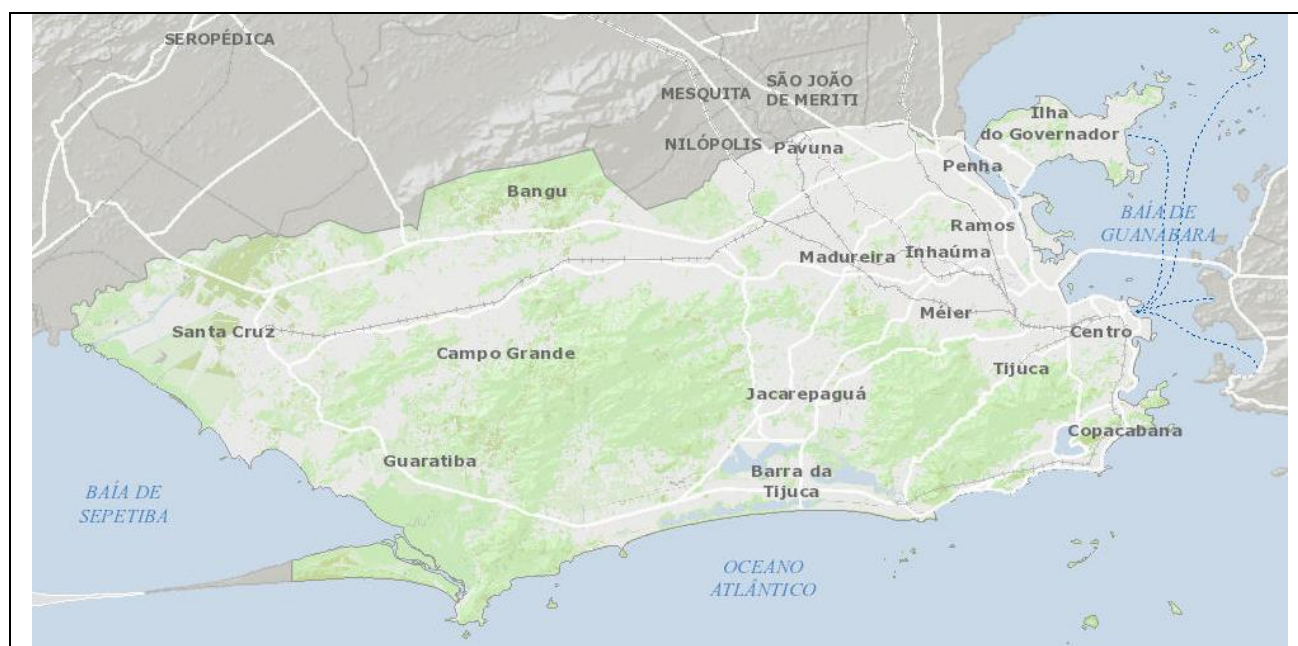 SEROPÉDICA
MESQUITA
SÃO JOÃO
DE MERITI
Ilha
do Governador
NILÓPOLIS
Pavuna
Penha
Bangu
BAÍA DE
GUANABARA
Ramos
Madureira
Inhaúma
Méier
Santa Cruz
Centro
Campo Grande
Tijuca
Jacarepaguá
Copacabana
Guaratiba
Barra da
Tijuca
BAÍA DE
SEPETIBA
OCEANO
ATLÂNTICO